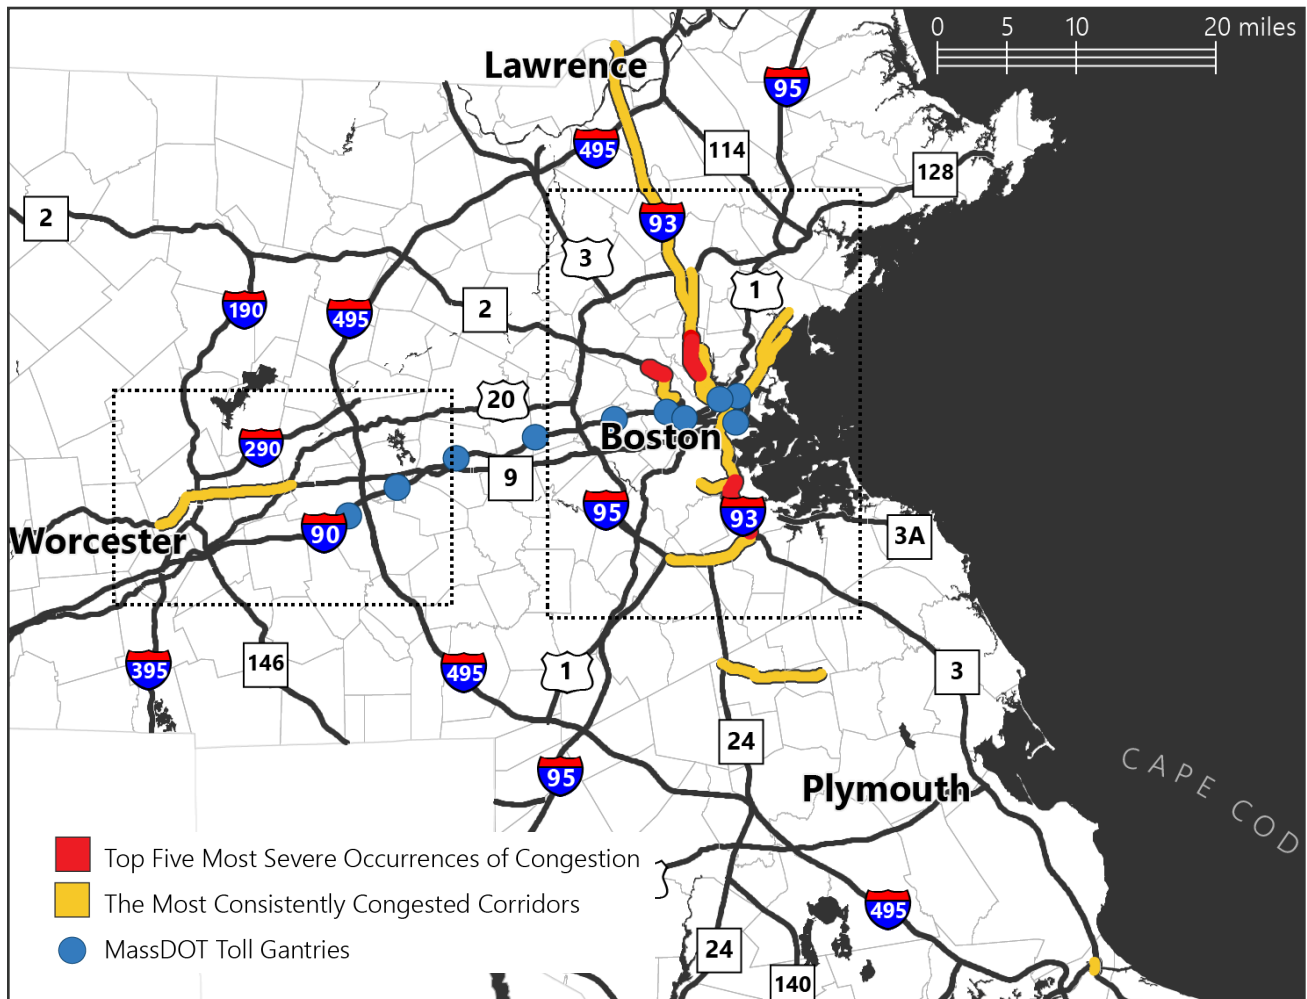 0 5 10 20 miles
Lawrence
95
495
114
128
2
93
3
1
190
495
2
20
290
Boston
9
95
93
90
Worcester
3A
395
146
495
1
3
24
95
Plymouth
CAPE COD
Top Five Most Severe Occurrences of Congestion
The Most Consistently Congested Corridors
MassDOT Toll Gantries
495
24
140